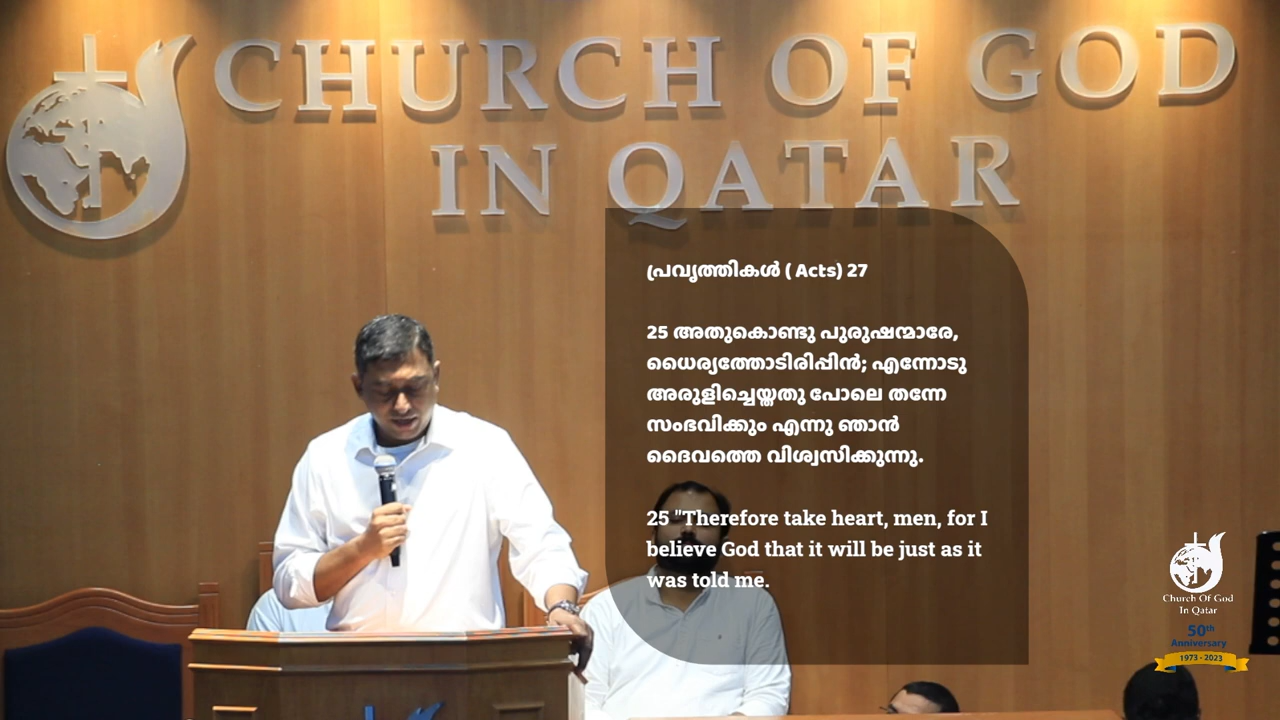 CHURCH OF GOD
IN QATAR
പ്രവൃത്തികൾ ( Acts) 27
25 അതുകൊണ്ടു പുരുഷന്മാരേ,
ധൈര്യത്തോടിരിപ്പിൻ; എന്നോടു
അരുളിച്ചെയ്തതു പോലെ തന്നേ
സംഭവിക്കും എന്നു ഞാൻ
ദൈവത്തെ വിശ്വസിക്കുന്നു.
25 "Therefore take heart, men, for I
believe God that it will be just as it
was told me.
Church Of God
In Qatar
50th
Anniversary
1973 - 2023